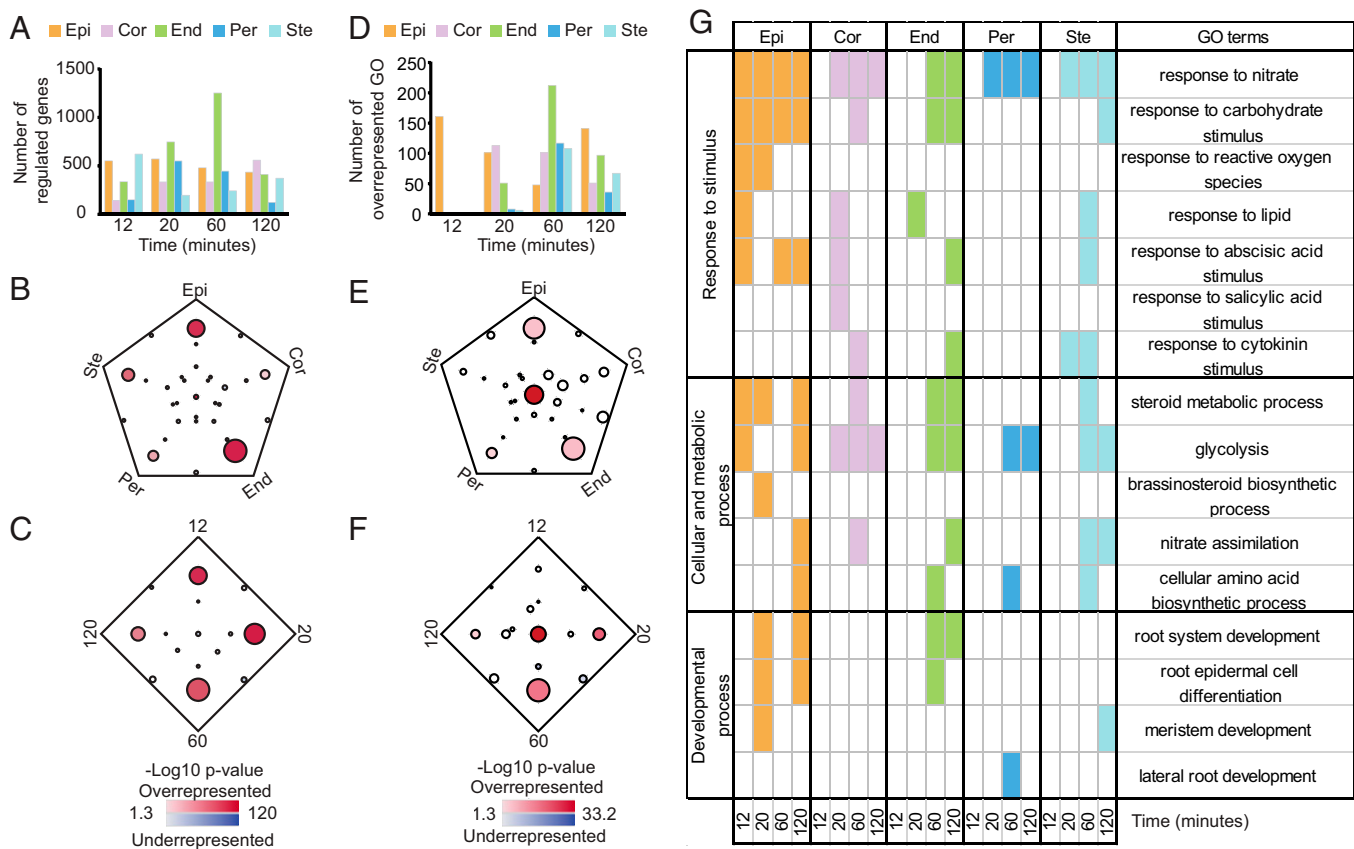 A
Epi Cor End Per Ste
Number of
regulated genes
1500
1000
500
0
12 20 60 120
Time (minutes)
B
Epi
Cor
End
Per
Ste
C
12
20
60
120
-Log10 p-value
Overrepresented
1.3 120
Underrepresented
D
Epi Cor End Per Ste
Number of
overrepresented GO
250
200
150
100
50
0
12 20 60 120
Time (minutes)
E
Epi
Cor
End
Per
Ste
F
12
20
60
120
-Log10 p-value
Overrepresented
1.3 33.2
Underrepresented
G
Epi Cor End Per Ste GO terms
Response to stimulus
response to nitrate
response to carbohydrate
stimulus
response to reactive oxygen
species
response to lipid
response to abscisic acid
stimulus
response to salicylic acid
stimulus
response to cytokinin
stimulus
Cellular and metabolic
process
steroid metabolic process
glycolysis
brassinosteroid biosynthetic
process
nitrate assimilation
cellular amino acid
biosynthetic process
Developmental
process
root system development
root epidermal cell
differentiation
meristem development
lateral root development
12 20 60 120 12 20 60 120 12 20 60 120 12 20 60 120 12 20 60 120 Time (minutes)